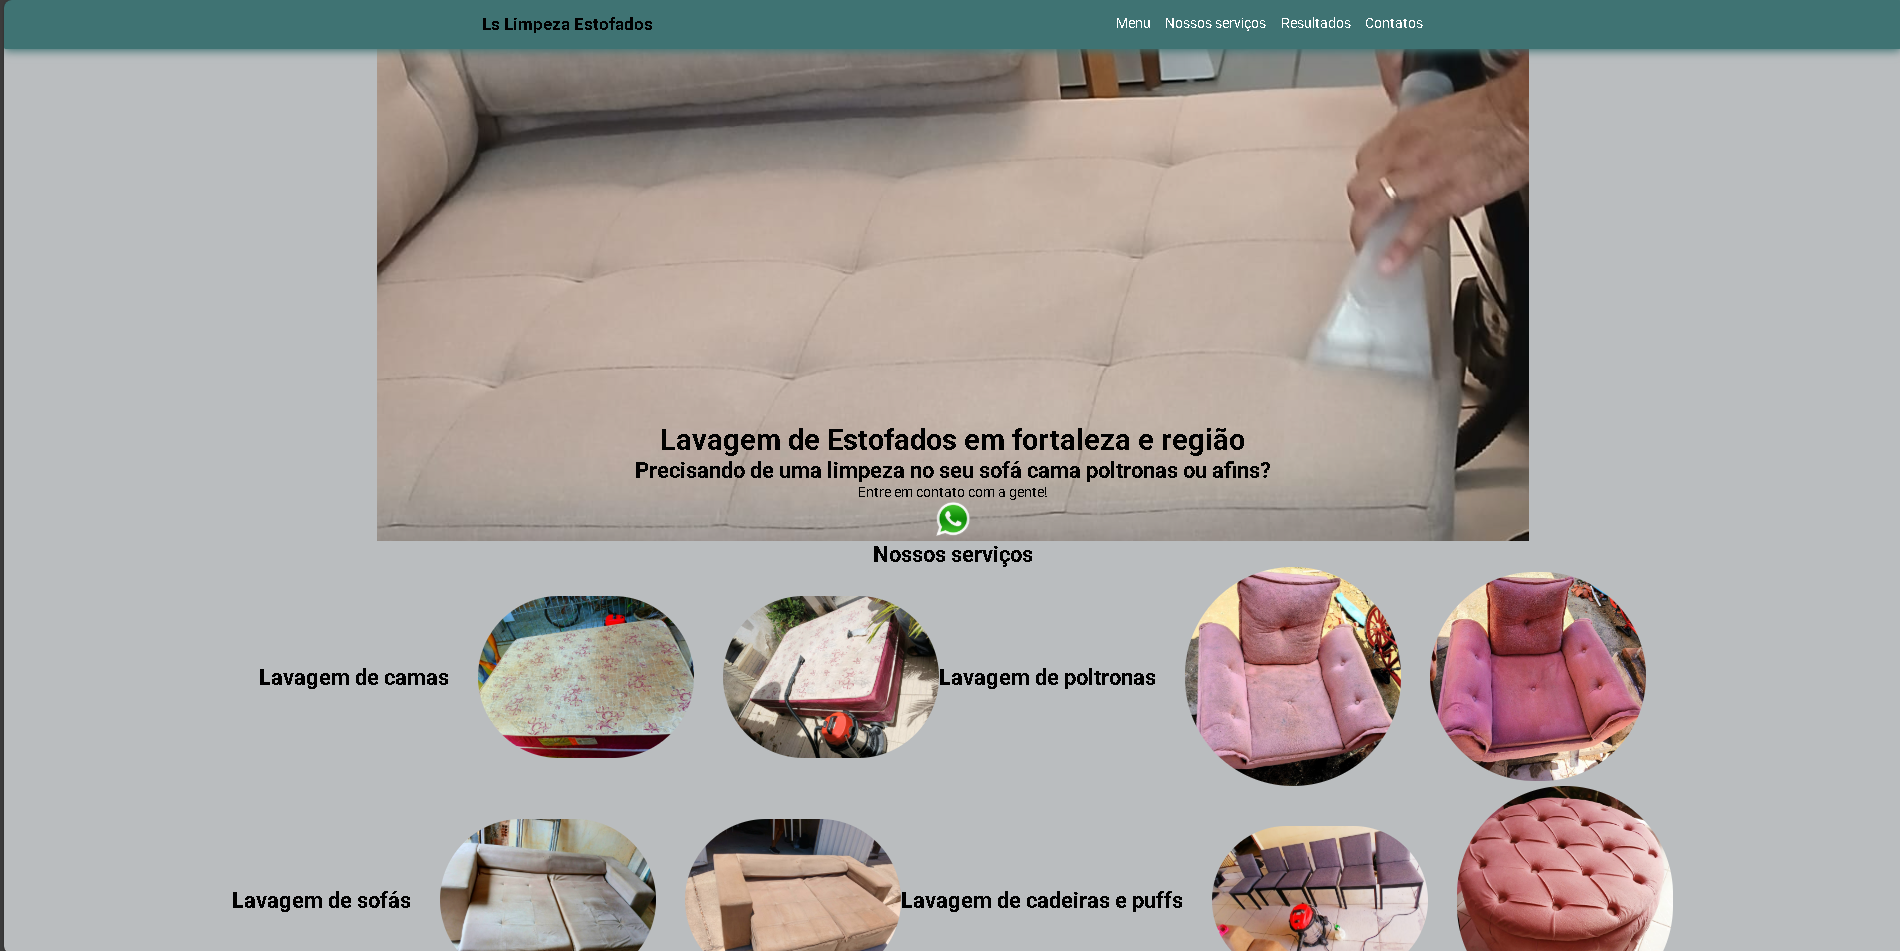 Ls Limpeza Estofados
Menu Nossos serviços Resultados Contatos
Lavagem de Estofados em fortaleza e região
Precisando de uma limpeza no seu sofá cama poltronas ou afins?
Entre em contato com a gente!
Nossos serviços
Lavagem de camas
Lavagem de poltronas
Lavagem de sofás
Lavagem de cadeiras e puffs